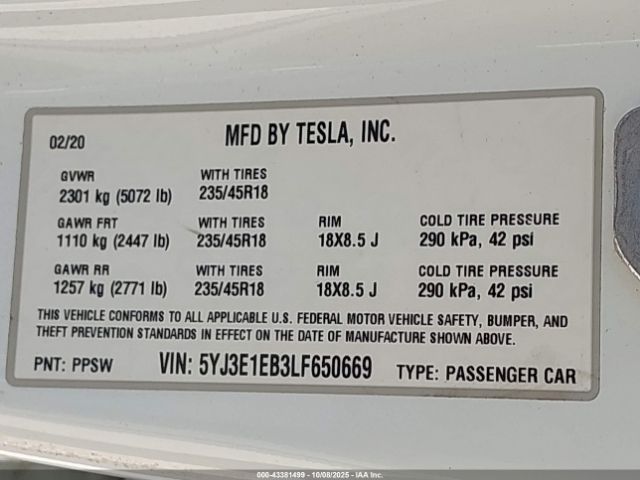 02/20 MFD BY TESLA, INC.
GVWR WITH TIRES
2301 kg (5072 lb) 235/45R18
GAWR FRT WITH TIRES RIM COLD TIRE PRESSURE
1110 kg (2447 lb) 235/45R18 18X8.5 J 290 kPa, 42 psi
GAWR RR WITH TIRES RIM COLD TIRE PRESSURE
1257 kg (2771 lb) 235/45R18 18X8.5 J 290 kPa, 42 psi
THIS VEHICLE CONFORMS TO ALL APPLICABLE U.S. FEDERAL MOTOR VEHICLE SAFETY, BUMPER, AND
THEFT PREVENTION STANDARDS IN EFFECT ON THE DATE OF MANUFACTURE SHOWN ABOVE.
PNT: PPSW VIN: 5YJ3E1EB3LF650669 TYPE: PASSENGER CAR
000-43381499 - 10/08/2025 - IAA Inc.